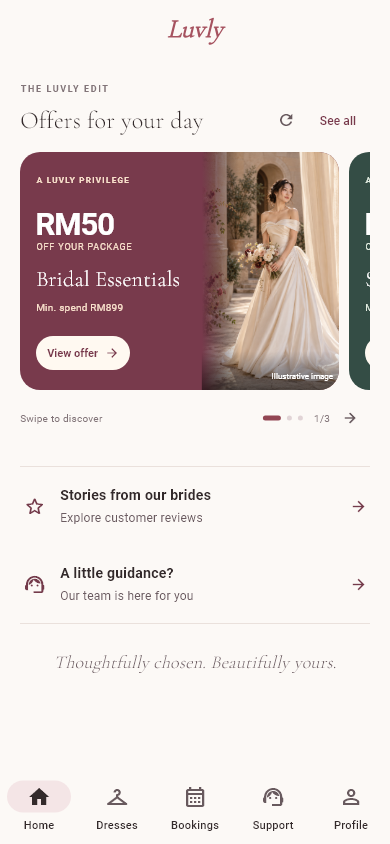 Luvly
THE LUVLY EDIT
Offers for your day
See all
A LUVLY PRIVILEGE
RM50
OFF YOUR PACKAGE
Bridal Essentials
Min. spend RM899
View offer
Illustrative image
Swipe to discover
1/3
Stories from our brides
Explore customer reviews
A little guidance?
Our team is here for you
Thoughtfully chosen. Beautifully yours.
Home
Dresses
Bookings
Support
Profile